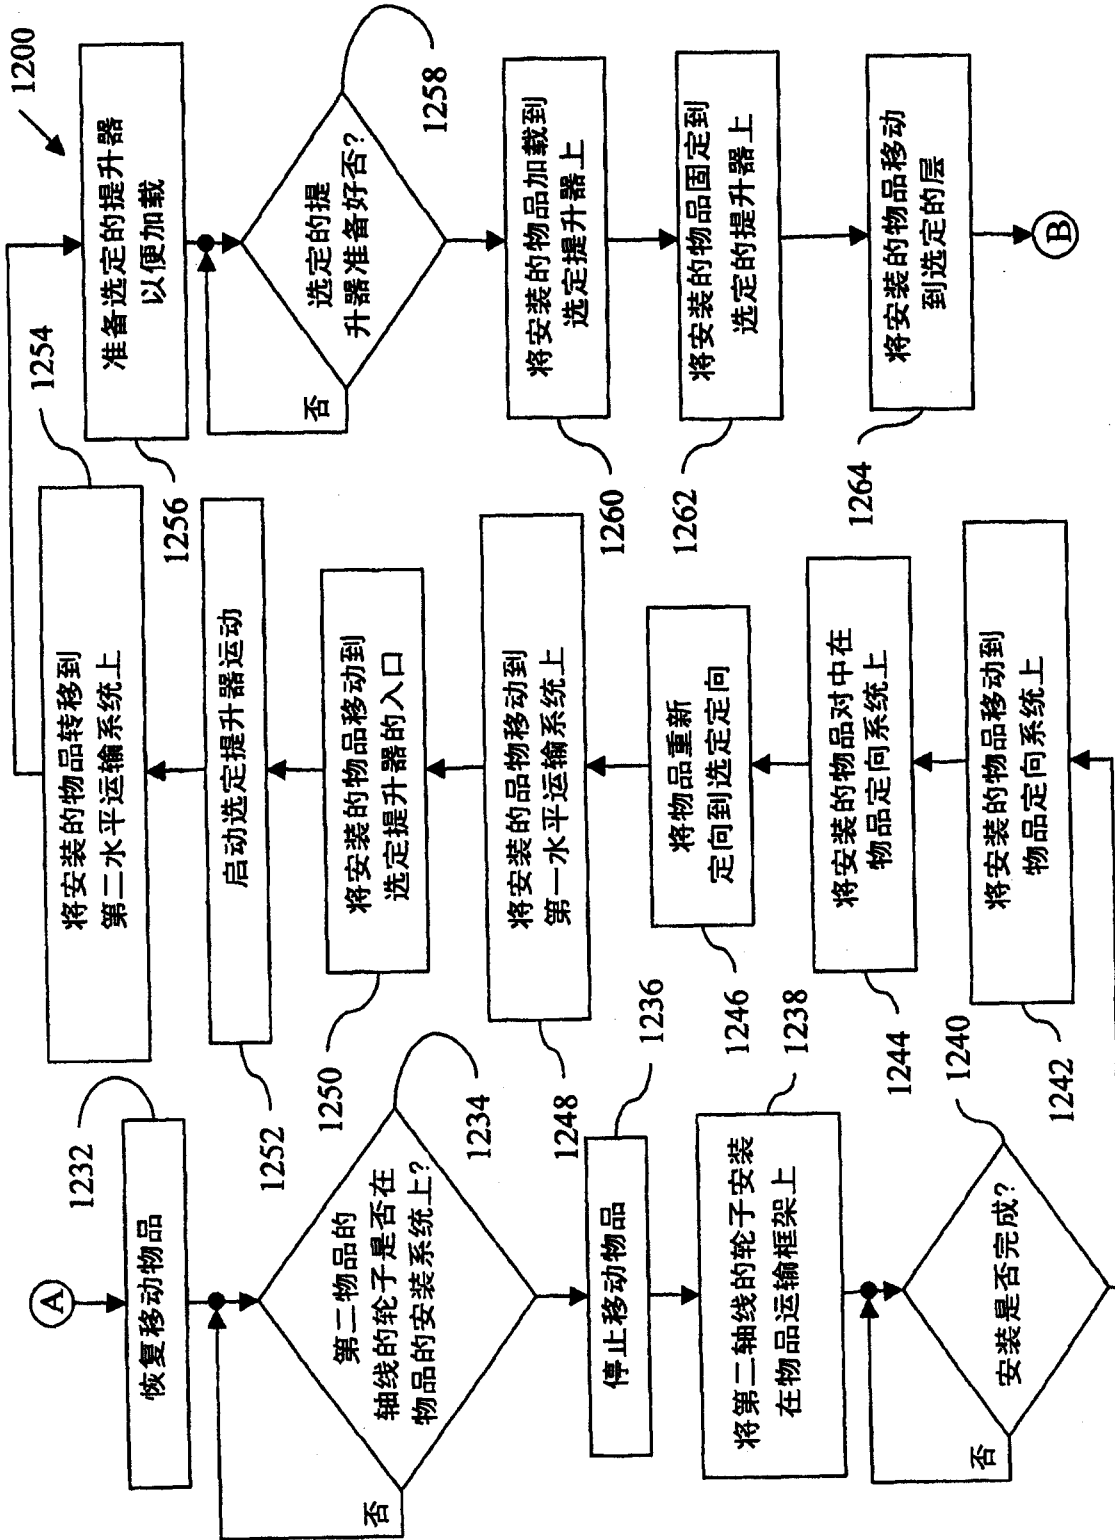 1200
A
恢复移动物品
1232
第二物品的
轴线的轮子是否在
物品的安装系统上?
1234
否
停止移动物品
1236
将第二轴线的轮子安装
在物品运输框架上
1238
安装是否完成?
1240
否
将安装的物品移动到
物品定向系统上
1242
将安装的物品对中在
物品定向系统上
1244
将物品重新
定向到选定定向
1246
将安装的品物移动到
第一水平运输系统上
1248
将安装的物品移动到
选定提升器的入口
1250
启动选定提升器运动
1252
将安装的物品转移到
第二水平运输系统上
1254
准备选定的提升器
以便加载
1256
选定的提
升器准备好否?
1258
否
将安装的物品加载到
选定提升器上
1260
将安装的物品固定到
选定的提升器上
1262
将安装的物品移动
到选定的层
1264
B